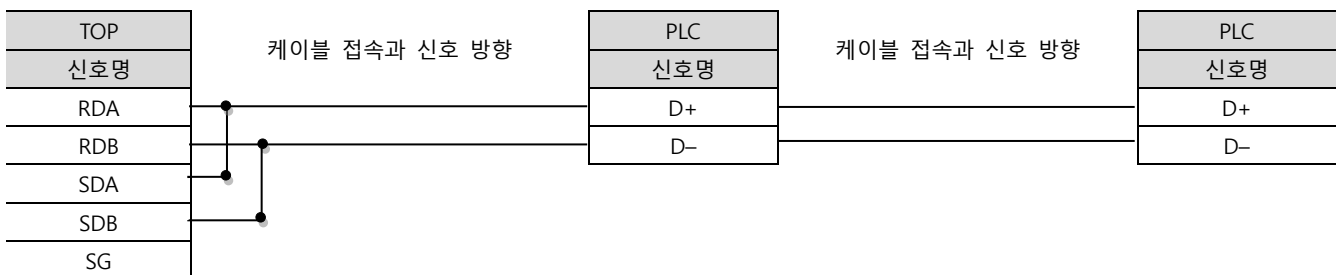 TOP
케이블 접속과 신호 방향
PLC
케이블 접속과 신호 방향
PLC
신호명
신호명
신호명
RDA
D+
D+
RDB
D–
D–
SDA
SDB
SG